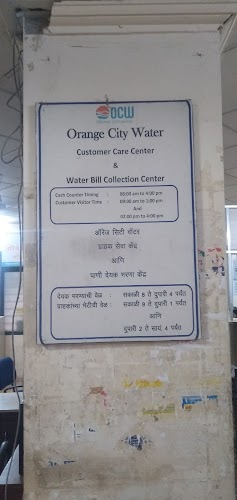 OCW
Orange City Water
Customer Care Center
&
Water Bill Collection Center
Cash Counter Timing : 08:00 am to 4:00 pm
Customer Visitor Time : 09:00 am to 1:00 pm
And
02:00 pm to 4:00 pm
ऑरेंज सिटी वॉटर
ग्राहक सेवा केंद्र
आणि
पाणी देयक भरणा केंद्र
देयक भरणाची वेळ : सकाळी 8 ते दुपारी 4 पर्यंत
ग्राहकांच्या भेटीची वेळ : सकाळी 9 ते दुपारी 1 पर्यंत
आणि
दुपारी 2 ते सायं 4 पर्यंत